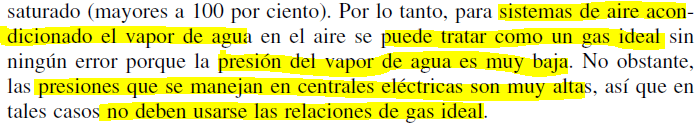 saturado (mayores a 100 por ciento). Por lo tanto, para sistemas de aire acon-
dicionado el vapor de agua en el aire se puede tratar como un gas ideal sin
ningún error porque la presión del vapor de agua es muy baja. No obstante,
las presiones que se manejan en centrales eléctricas son muy altas, así que en
tales casos no deben usarse las relaciones de gas ideal.